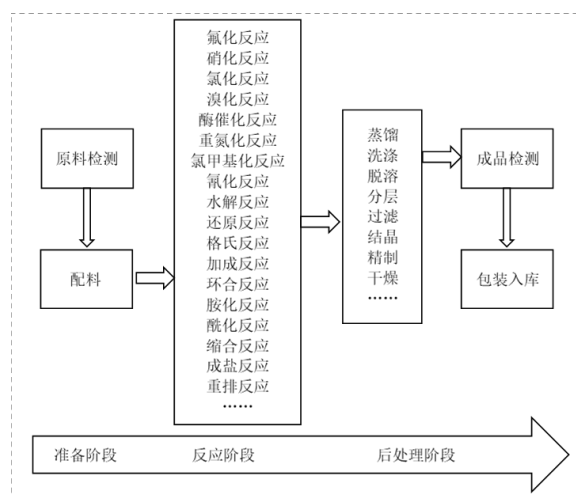 原料检测
配料
氟化反应
硝化反应
氯化反应
溴化反应
酶催化反应
重氮化反应
氯甲基化反应
氰化反应
水解反应
还原反应
格氏反应
加成反应
环合反应
胺化反应
酰化反应
缩合反应
成盐反应
重排反应
……
蒸馏
洗涤
脱溶
分层
过滤
结晶
精制
干燥
……
成品检测
包装入库
准备阶段 反应阶段 后处理阶段